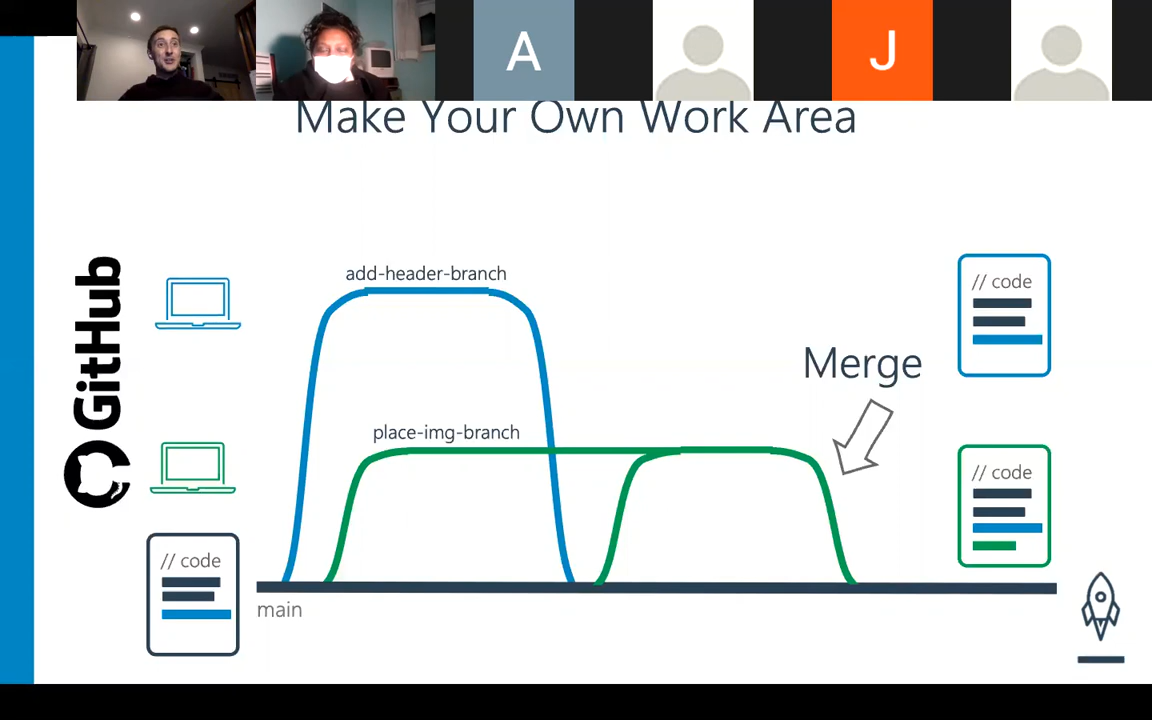 A
J
Make Your Own Work Area
GitHub
add-header-branch
// code
Merge
place-img-branch
// code
// code
main